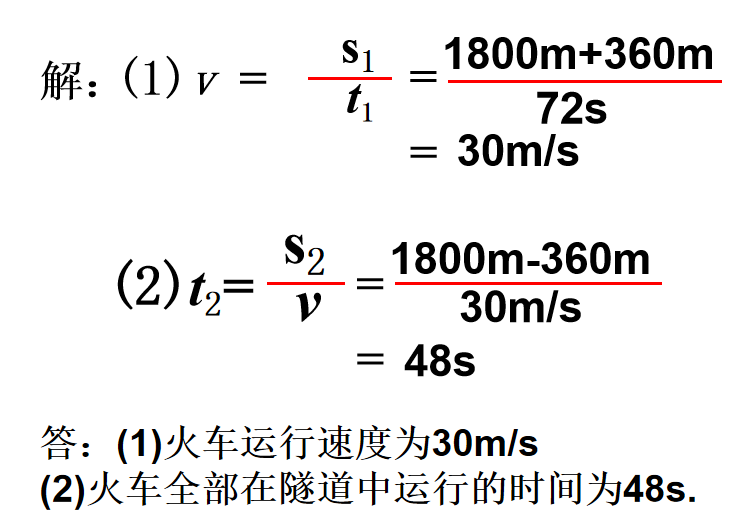 解：(1) v = s₁/t₁ = (1800m+360m)/72s
= 30m/s
(2) t₂= s₂/v = (1800m-360m)/30m/s
= 48s
答：(1)火车运行速度为30m/s
(2)火车全部在隧道中运行的时间为48s.